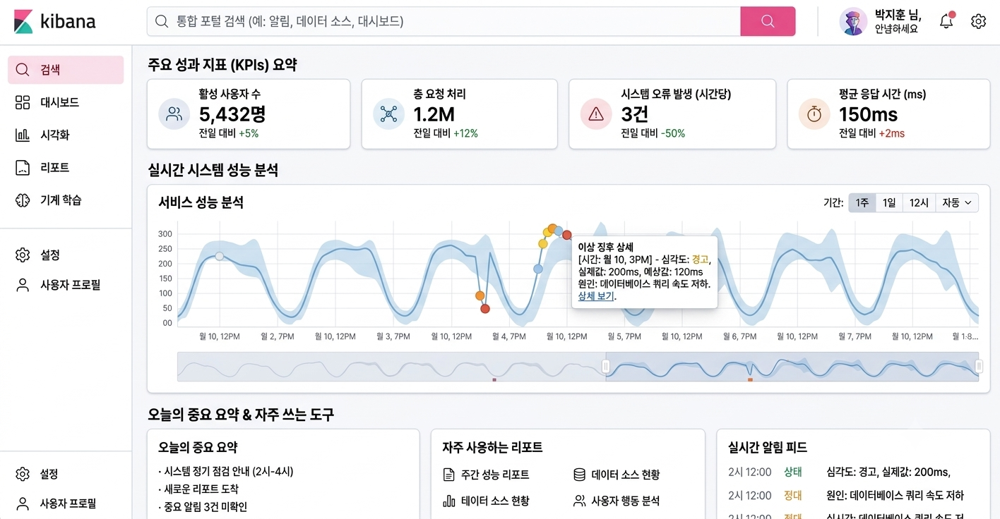 kibana
통합 포털 검색 (예: 알림, 데이터 소스, 대시보드)
박지훈 님,
안녕하세요
검색
대시보드
시각화
리포트
기계 학습
설정
사용자 프로필
설정
사용자 프로필
주요 성과 지표 (KPIs) 요약
활성 사용자 수
5,432명
전일 대비 +5%
총 요청 처리
1.2M
전일 대비 +12%
시스템 오류 발생 (시간당)
3건
전일 대비 -50%
평균 응답 시간 (ms)
150ms
전일 대비 +2ms
실시간 시스템 성능 분석
서비스 성능 분석
기간: 1주 1일 12시 자동
300
250
200
150
100
50
00
이상 징후 상세
[시간: 월 10, 3PM] - 심각도: 경고,
실제값: 200ms, 예상값: 120ms
원인: 데이터베이스 쿼리 속도 저하.
상체 보기.
월 10, 12PM 월 2, 7PM 월 10, 12PM 월 3, 7PM 월 10, 12PM 월 4, 7PM 월 10, 12PM 월 5, 7PM 월 10, 12PM 월 6, 7PM 월 10, 12PM 월 7, 7PM 월 10, 12PM 월 1:8...
오늘의 중요 요약 & 자주 쓰는 도구
오늘의 중요 요약
· 시스템 정기 점검 안내 (2시-4시)
· 새로운 리포트 도착
· 중요 알림 3건 미확인
자주 사용하는 리포트
주간 성능 리포트
데이터 소스 현황
테이터 소스 현황
사용자 행동 분석
실시간 알힘 피드
2시 12:00 상태 심각도: 경고, 실제값: 200ms,
2시 12:00 정대 원인: 데이터베이스 쿼리 속도 저하
2시 12:00